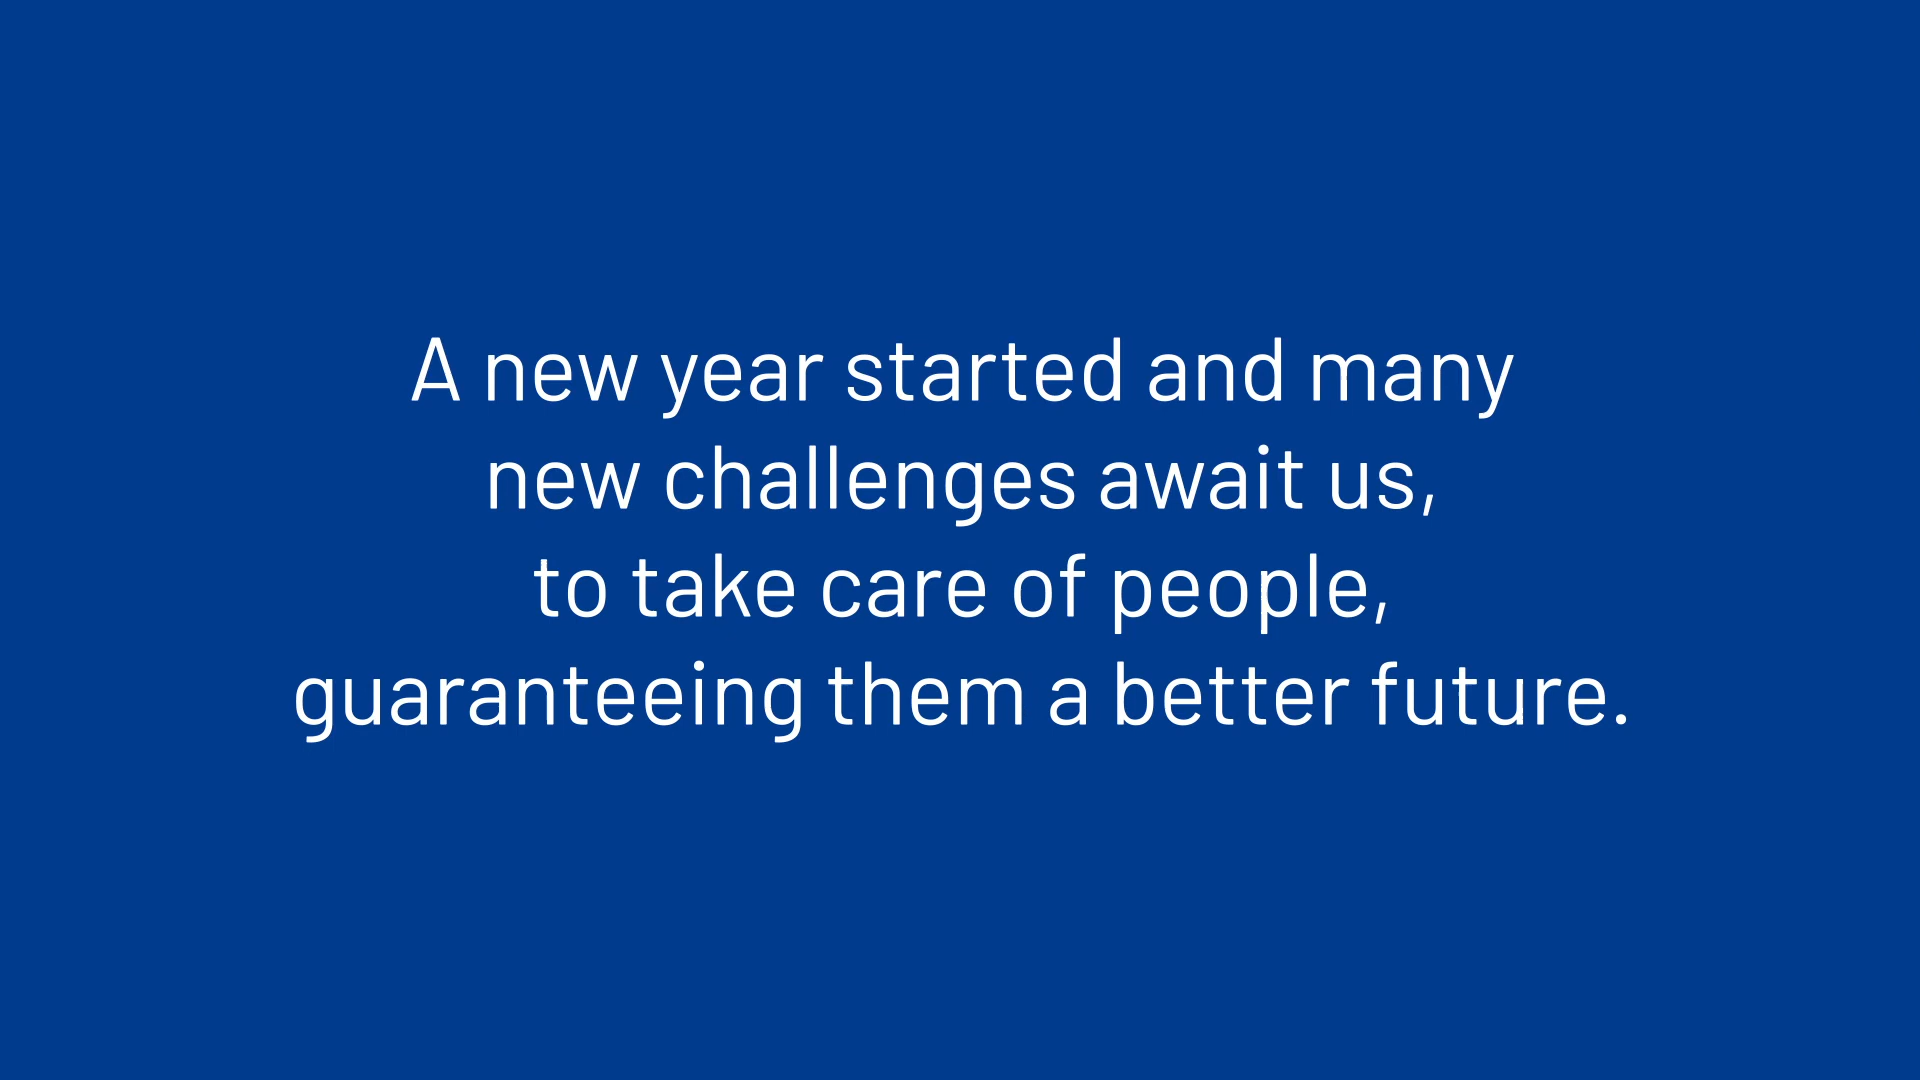 A new year started and many
new challenges await us,
to take care of people,
guaranteeing them a better future.